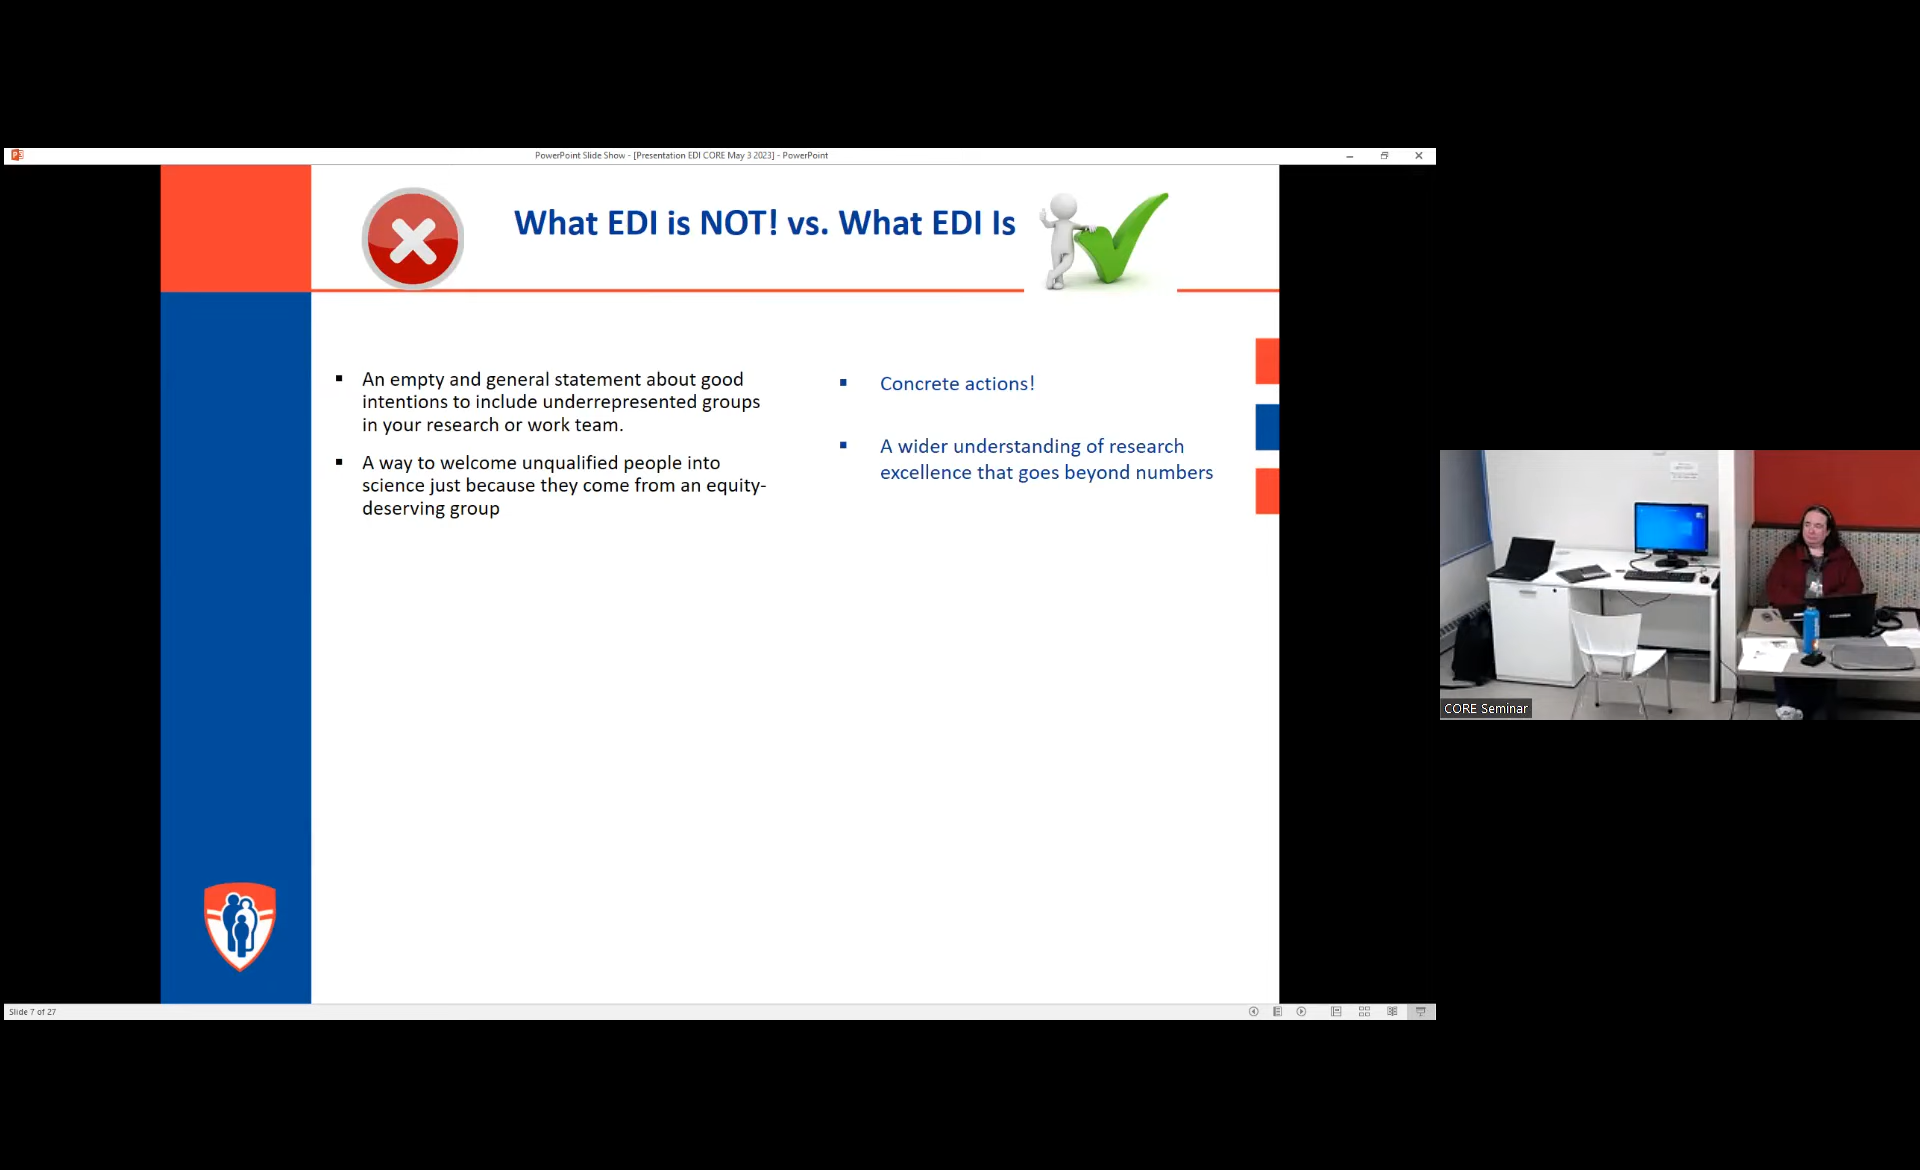 PowerPoint Slide Show - [Presentation EDI CORE May 3 2023] - PowerPoint
What EDI is NOT! vs. What EDI Is
▪ An empty and general statement about good
intentions to include underrepresented groups
in your research or work team.
▪ A way to welcome unqualified people into
science just because they come from an equity-
deserving group
▪ Concrete actions!
▪ A wider understanding of research
excellence that goes beyond numbers
CORE Seminar
Slide 7 of 27